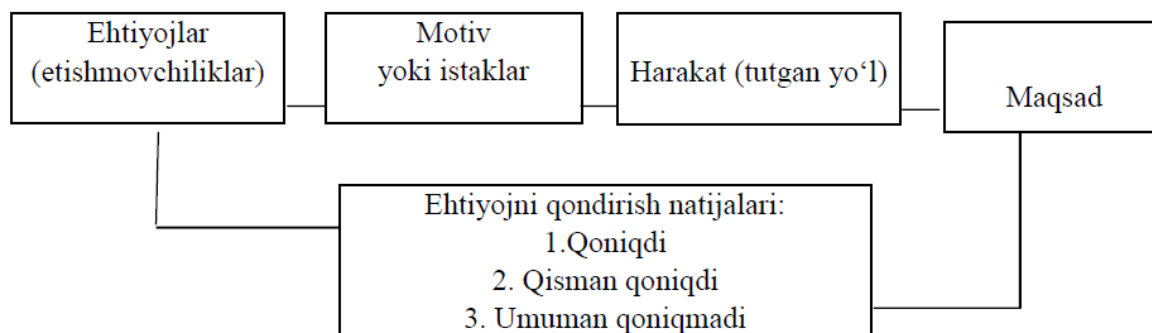 Ehtiyojlar
(etishmovchiliklar)
Motiv
yoki istaklar
Harakat (tutgan yo‘l)
Maqsad
Ehtiyojni qondirish natijalari:
1.Qoniqdi
2. Qisman qoniqdi
3. Umuman qoniqmadi